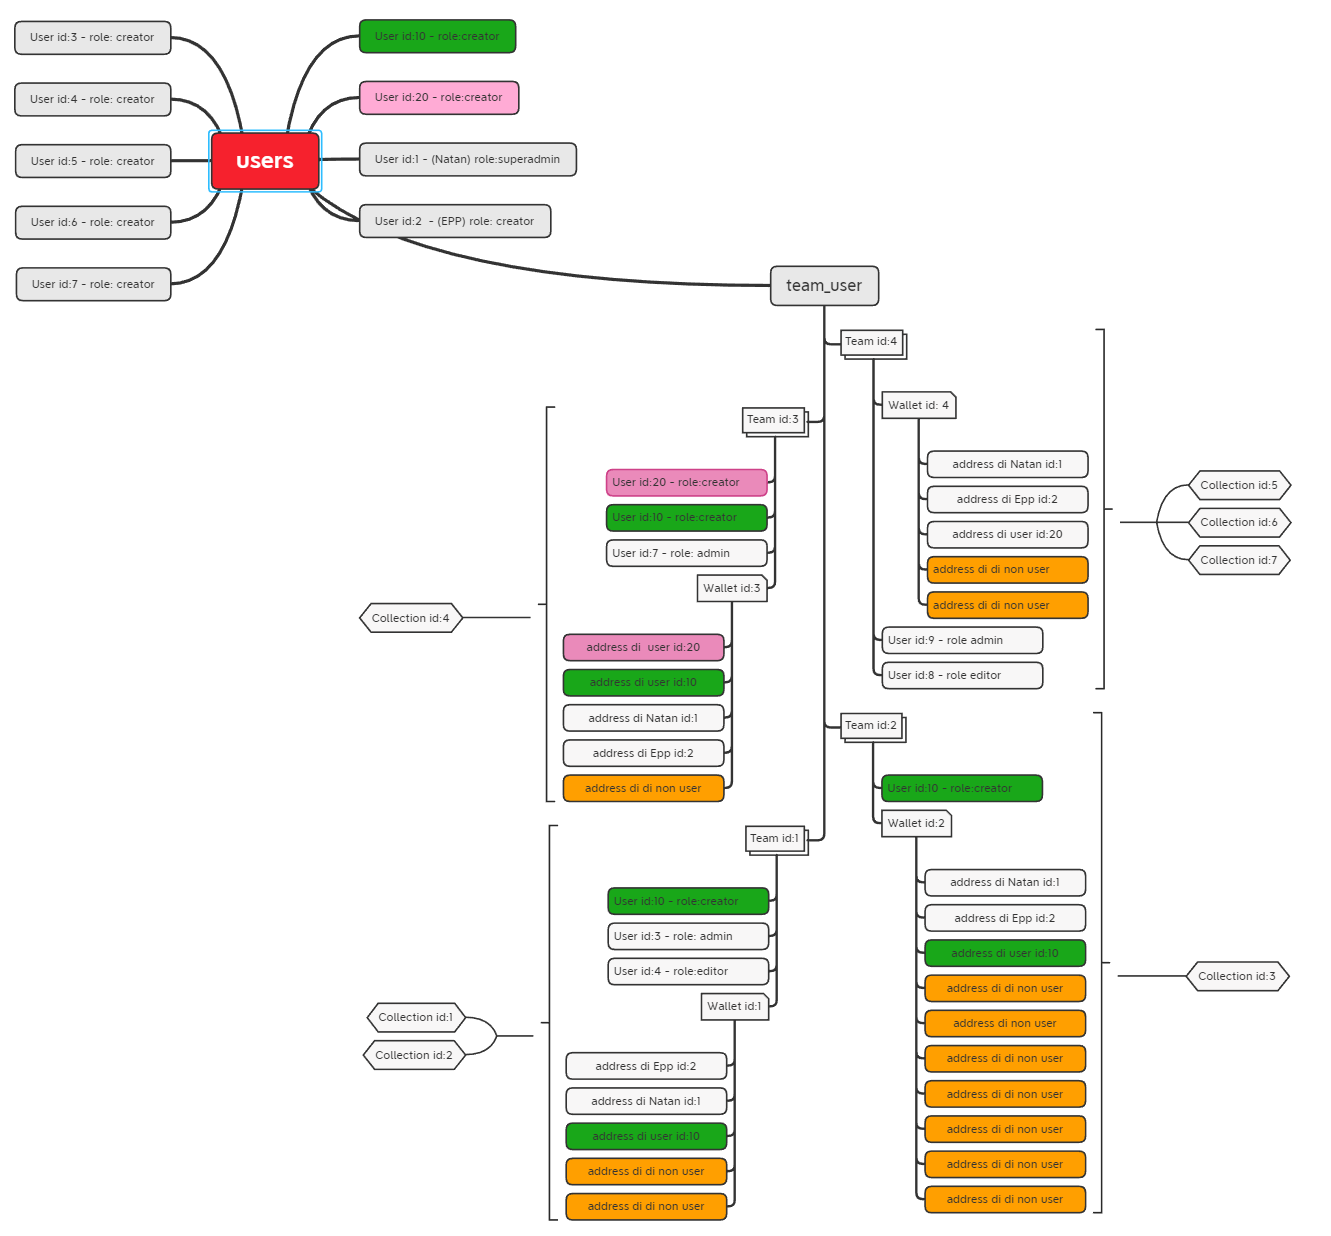 User id:3 - role: creator
User id:4 - role: creator
User id:5 - role: creator
User id:6 - role: creator
User id:7 - role: creator
users
User id:10 - role:creator
User id:20 - role:creator
User id:1 - (Natan) role:superadmin
User id:2 - (EPP) role: creator
team_user
Team id:4
Wallet id: 4
address di Natan id:1
address di Epp id:2
address di user id:20
address di di non user
address di di non user
User id:9 - role admin
User id:8 - role editor
Collection id:5
Collection id:6
Collection id:7
Team id:3
User id:20 - role:creator
User id:10 - role:creator
User id:7 - role: admin
Wallet id:3
address di user id:20
address di user id:10
address di Natan id:1
address di Epp id:2
address di di non user
Collection id:4
Team id:2
User id:10 - role:creator
Wallet id:2
address di Natan id:1
address di Epp id:2
address di user id:10
address di di non user
address di non user
address di di non user
address di di non user
address di di non user
address di di non user
address di di non user
Collection id:3
Team id:1
User id:10 - role:creator
User id:3 - role: admin
User id:4 - role:editor
Wallet id:1
address di Epp id:2
address di Natan id:1
address di user id:10
address di di non user
address di di non user
Collection id:1
Collection id:2